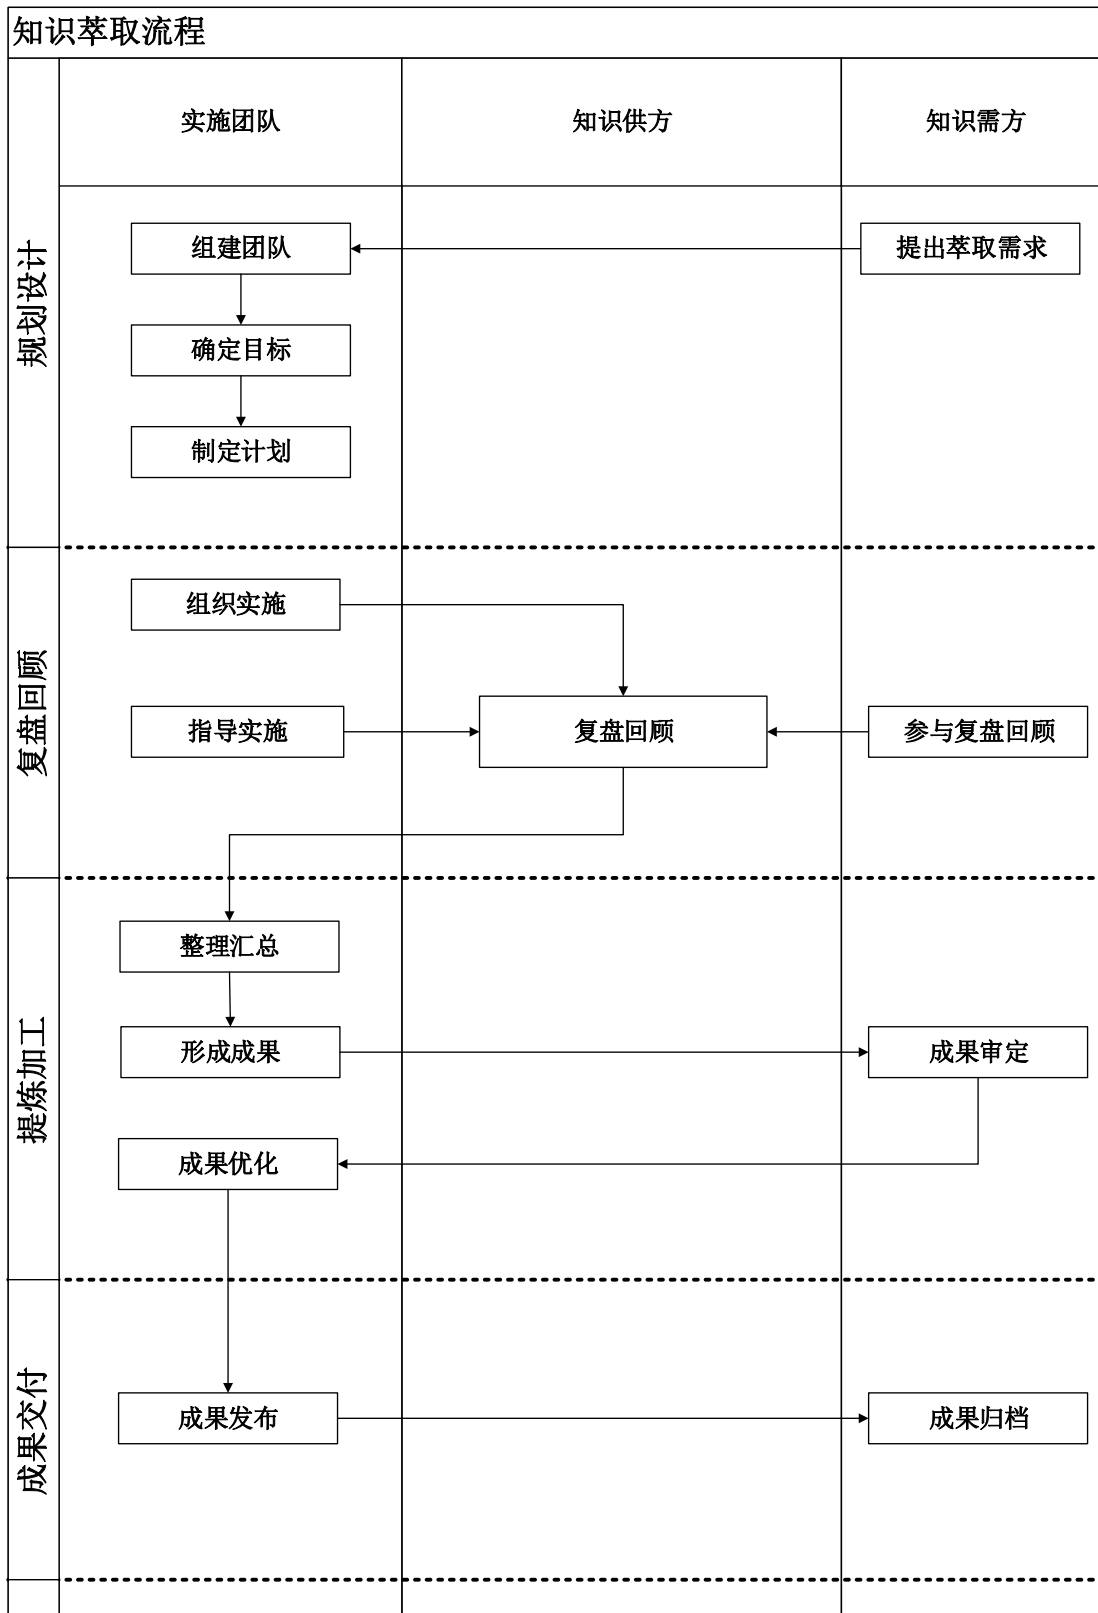 知识萃取流程
实施团队
知识供方
知识需方
规划设计
组建团队
提出萃取需求
确定目标
制定计划
复盘回顾
组织实施
指导实施
复盘回顾
参与复盘回顾
提炼加工
整理汇总
形成成果
成果审定
成果优化
成果交付
成果发布
成果归档